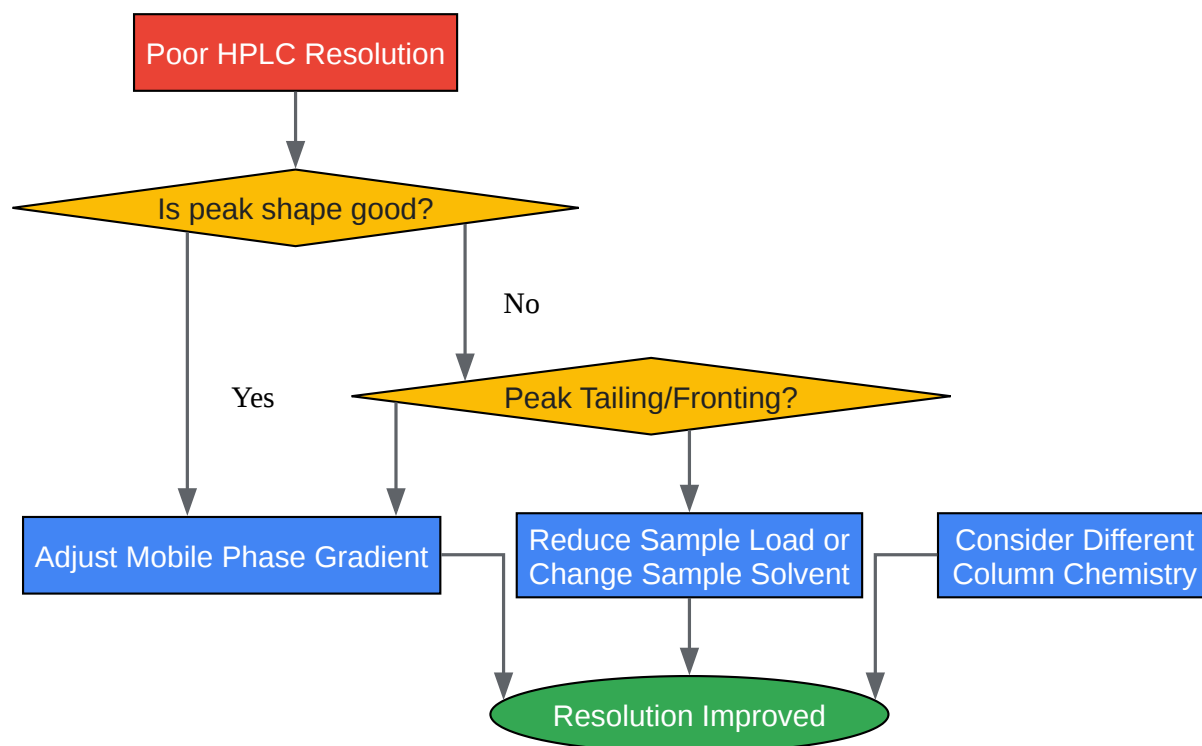 Poor HPLC Resolution
Is peak shape good?
No
Yes
Peak Tailing/Fronting?
Adjust Mobile Phase Gradient
Reduce Sample Load or
Change Sample Solvent
Consider Different
Column Chemistry
Resolution Improved